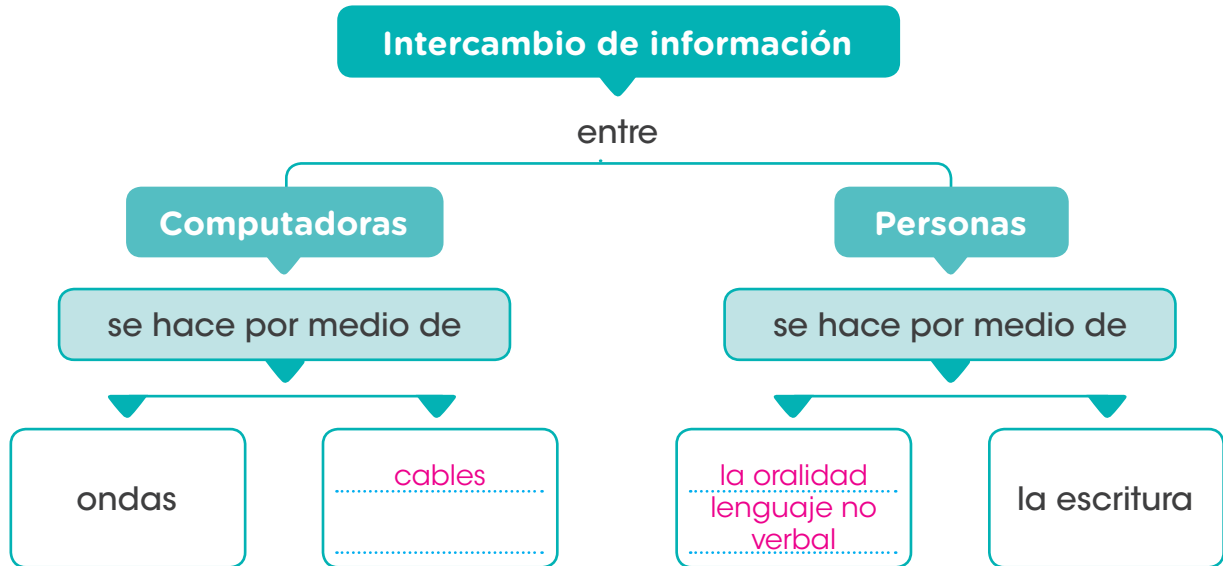 Intercambio de información
entre
Computadoras
Personas
se hace por medio de
se hace por medio de
ondas
cables
la oralidad
lenguaje no
verbal
la escritura